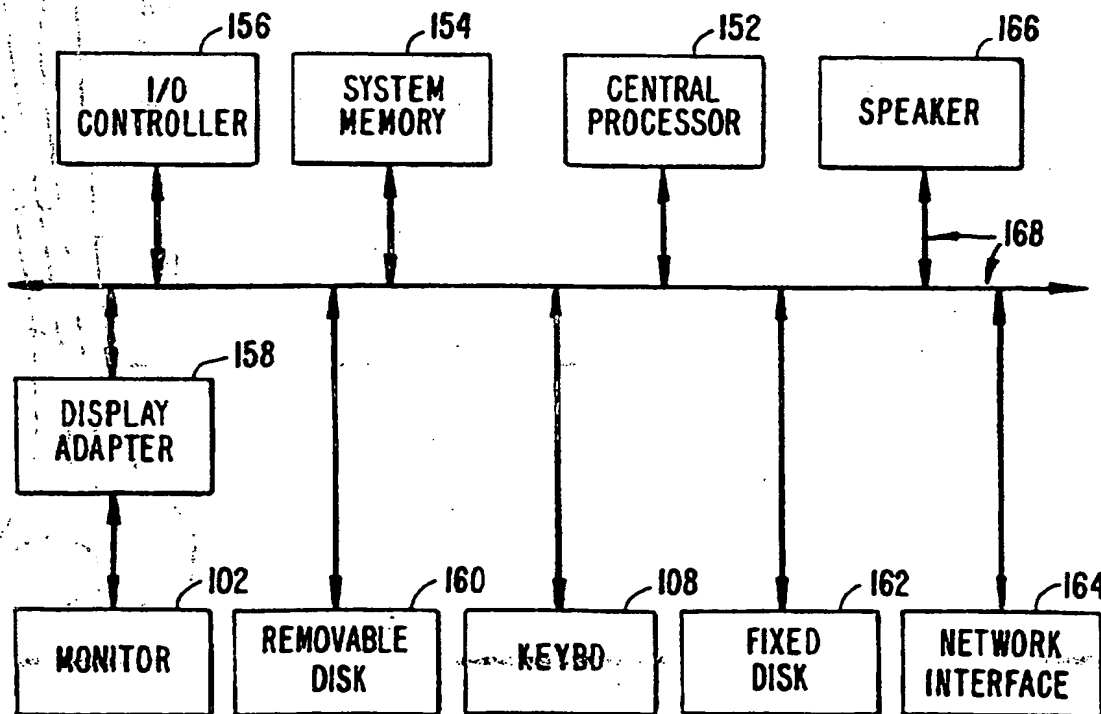 156
154
152
166
I/O
CONTROLLER
SYSTEM
MEMORY
CENTRAL
PROCESSOR
SPEAKER
168
158
DISPLAY
ADAPTER
102
160
108
162
164
MONITOR
REMOVABLE
DISK
KEYBD
FIXED
DISK
NETWORK
INTERFACE